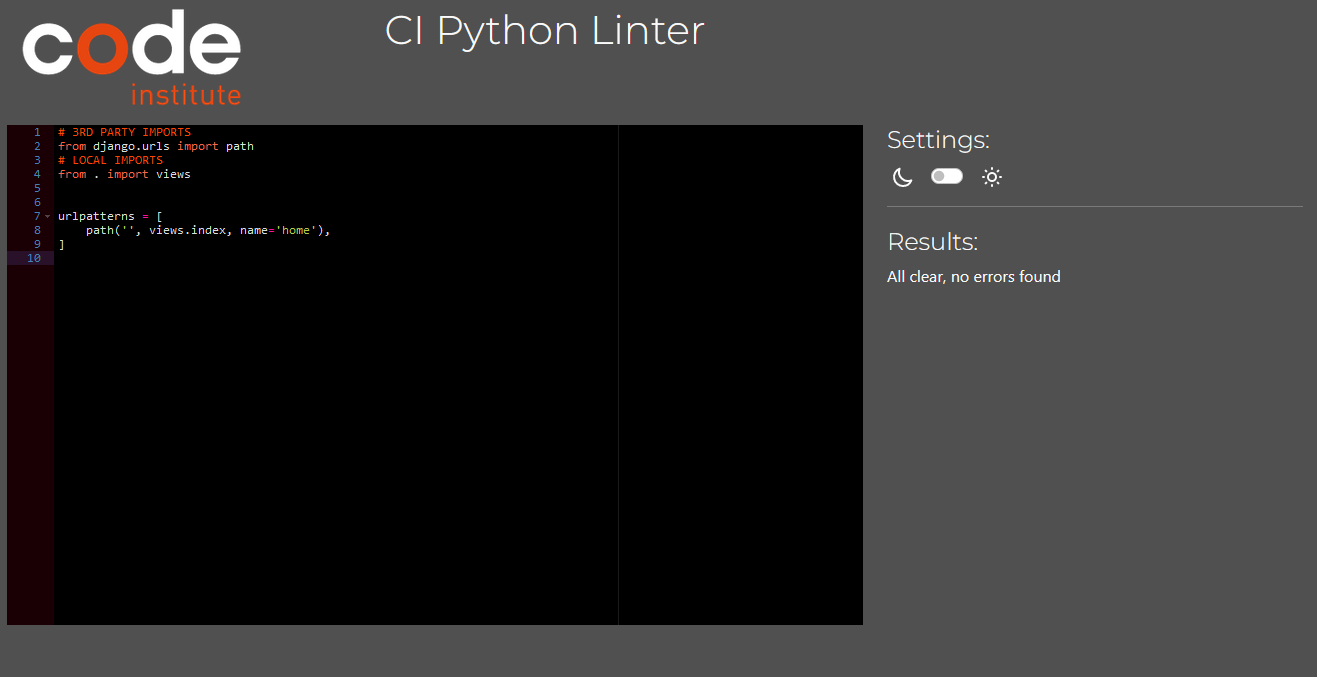 code
institute
CI Python Linter
1 # 3RD PARTY IMPORTS
2 from django.urls import path
3 # LOCAL IMPORTS
4 from . import views
5
6
7 urlpatterns = [
8     path('', views.index, name='home'),
9 ]
10
Settings:
Results:
All clear, no errors found